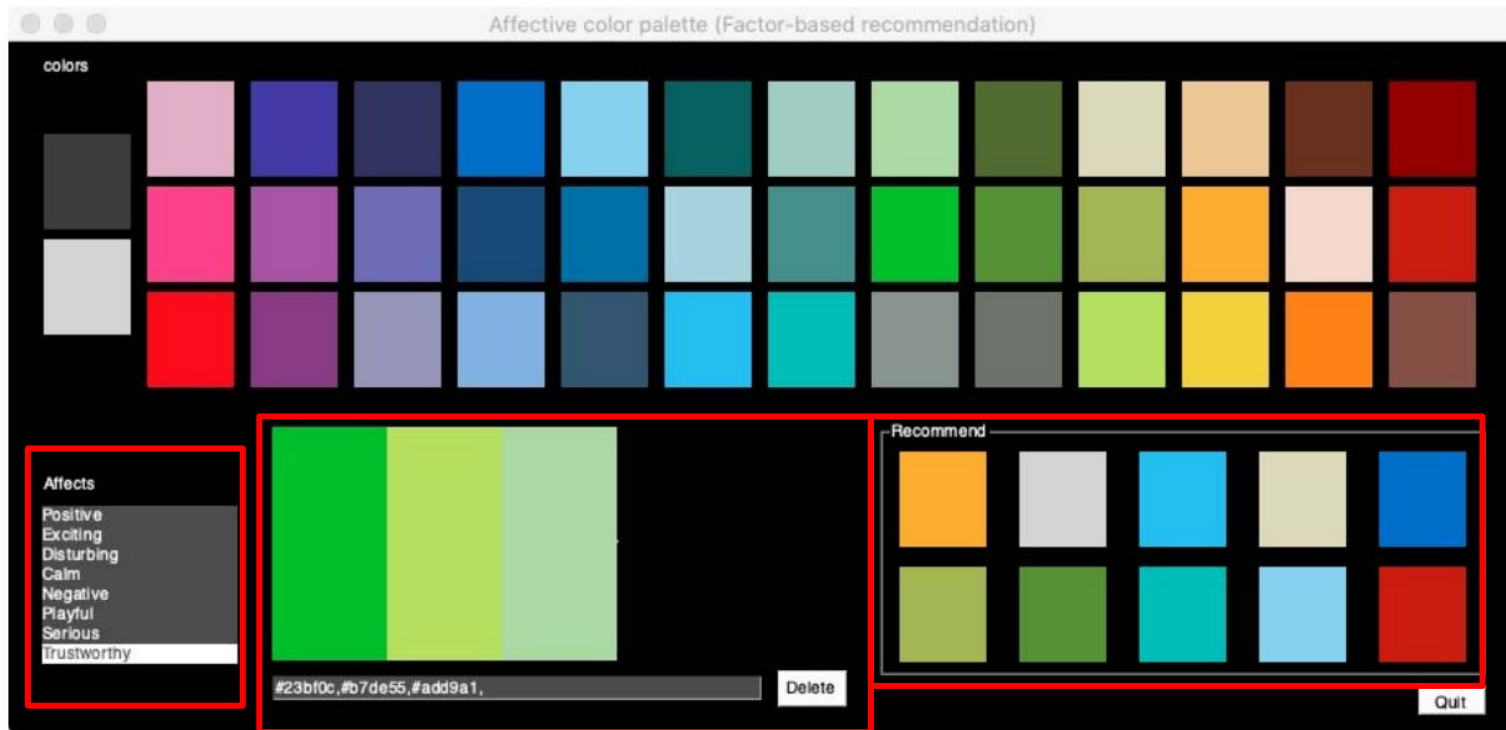 Affective color palette (Factor-based recommendation)
colors
Affects
Positive
Exciting
Disturbing
Calm
Negative
Playful
Serious
Trustworthy
#23bf0c,#b7de55,#add9a1,
Delete
Recommend
Quit